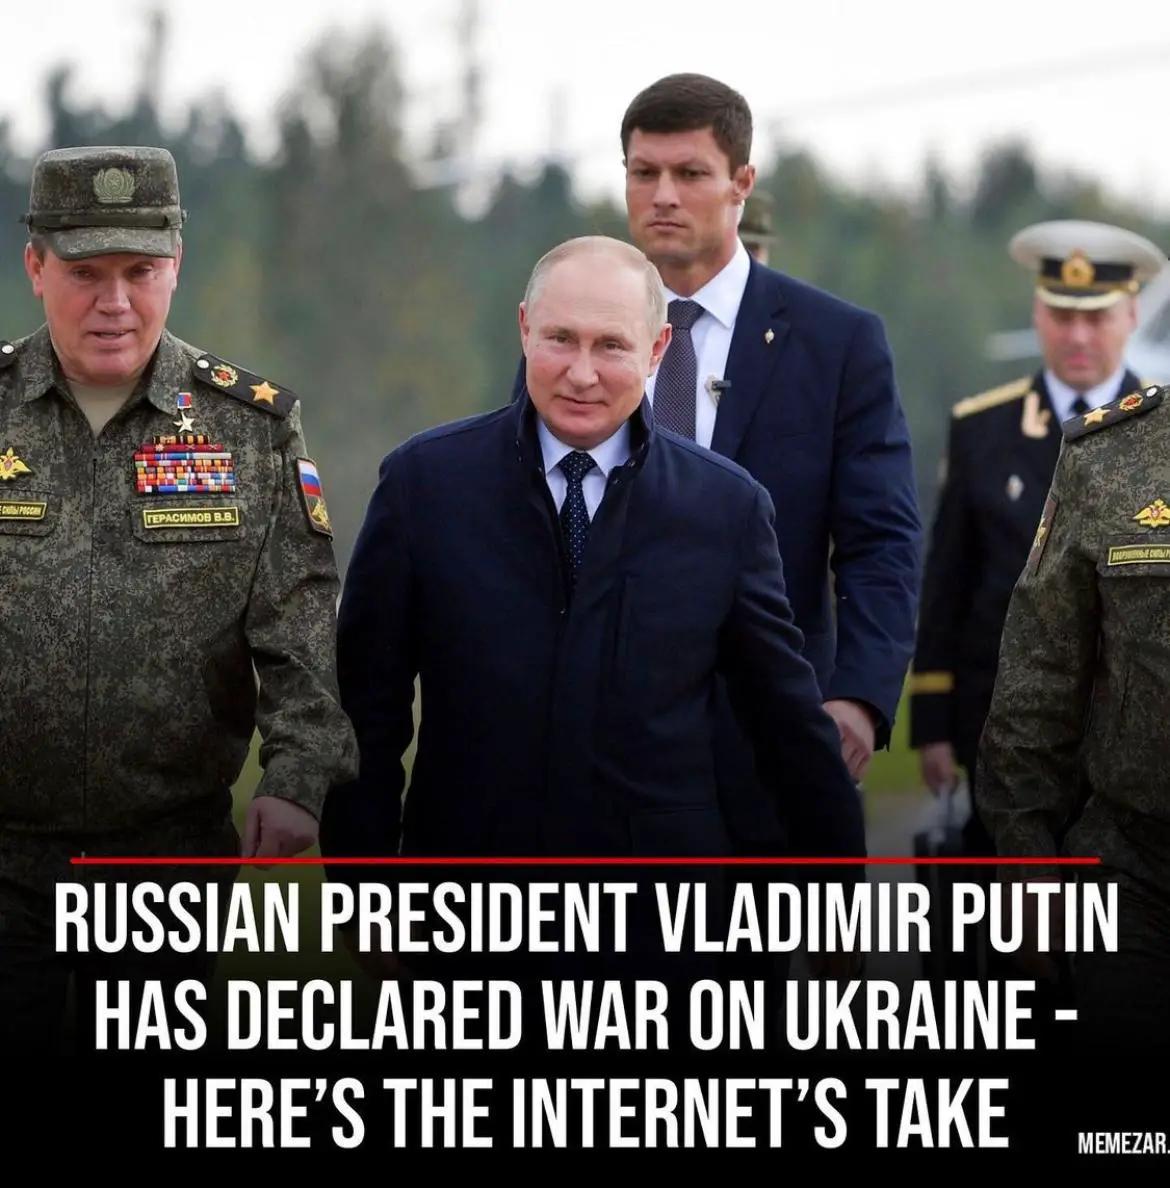 ГЕРАСИМОВ В.В.
RUSSIAN PRESIDENT VLADIMIR PUTIN
HAS DECLARED WAR ON UKRAINE -
HERE'S THE INTERNET'S TAKE
MEMEZAR.